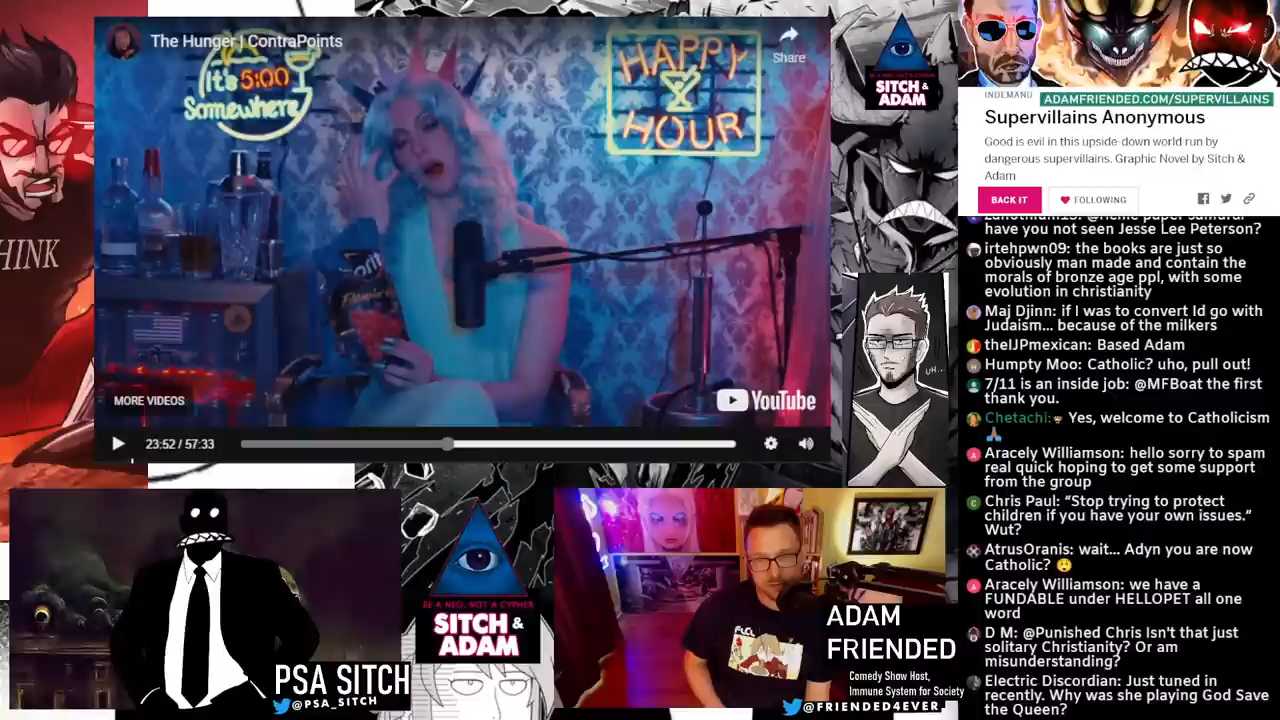 The Hunger | ContraPoints
It's 5:00
Somewhere
HAPPY
HOUR
Share
MORE VIDEOS
YouTube
23:52 / 57:33
HINK
BE A NEO, NOT A CYPHER
SITCH &
ADAM
UH...
INDEMAND
ADAMFRIENDED.COM/SUPERVILLAINS
Supervillains Anonymous
Good is evil in this upside-down world run by
dangerous supervillains. Graphic Novel by Sitch &
Adam
BACK IT
FOLLOWING
have you not seen Jesse Lee Peterson?
irtehpwn09: the books are just so
obviously man made and contain the
morals of bronze age ppl, with some
evolution in christianity
Maj Djinn: if I was to convert Id go with
Judaism... because of the milkers
theIJPmexican: Based Adam
Humpty Moo: Catholic? uho, pull out!
7/11 is an inside job: @MFBoat the first
thank you.
Chetachi: Yes, welcome to Catholicism
Aracely Williamson: hello sorry to spam
real quick hoping to get some support
from the group
Chris Paul: “Stop trying to protect
children if you have your own issues.”
Wut?
AtrusOranis: wait... Adyn you are now
Catholic?
Aracely Williamson: we have a
FUNDABLE under HELLOPET all one
word
D M: @Punished Chris Isn't that just
solitary Christianity? Or am
misunderstanding?
Electric Discordian: Just tuned in
recently. Why was she playing God Save
the Queen?
PSA SITCH
@PSA_SITCH
BE A NEO, NOT A CYPHER
SITCH &
ADAM
ADAM
FRIENDED
Comedy Show Host,
Immune System for Society
@FRIENDED4EVER